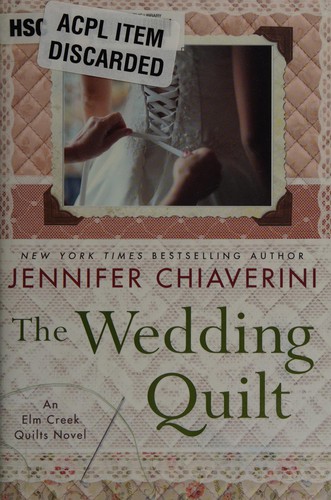 HSC
ACPL ITEM
DISCARDED
NEW YORK TIMES BESTSELLING AUTHOR
JENNIFER CHIAVERINI
The Wedding
Quilt
An
Elm Creek
Quilts Novel